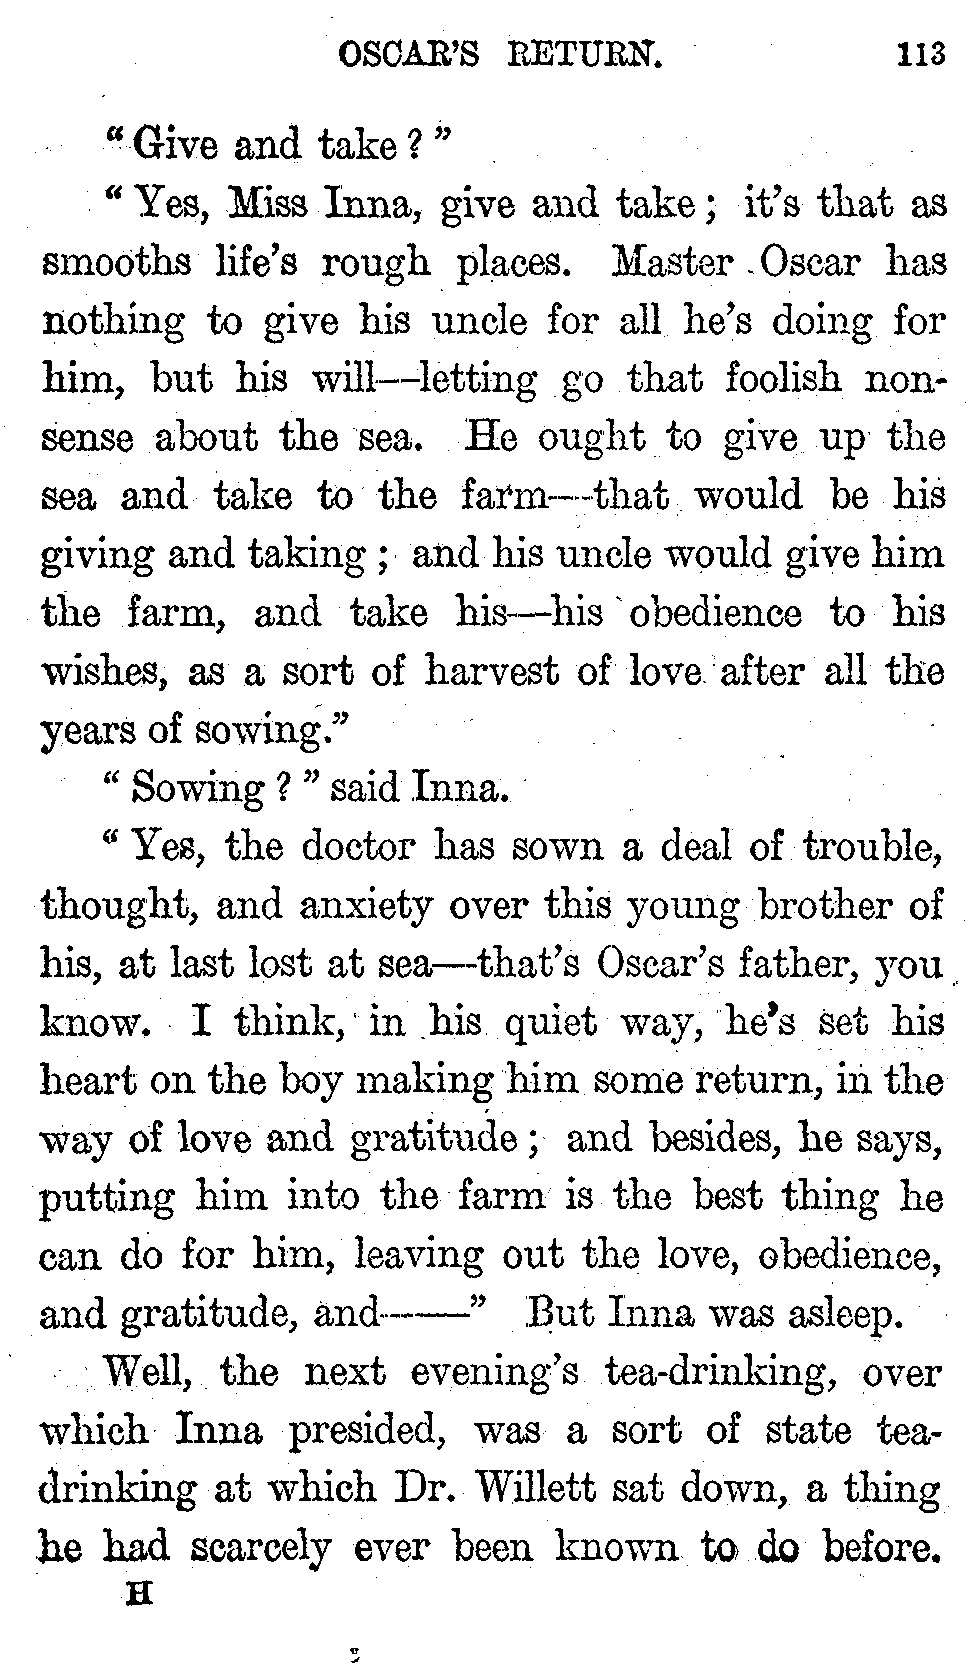 OSCAR'S RETURN. 113
"Give and take?"
"Yes, Miss Inna, give and take; it's that as
smooths life's rough places. Master Oscar has
nothing to give his uncle for all he's doing for
him, but his will—letting go that foolish non-
sense about the sea. He ought to give up the
sea and take to the farm—that would be his
giving and taking; and his uncle would give him
the farm, and take his—his obedience to his
wishes, as a sort of harvest of love after all the
years of sowing."
"Sowing?" said Inna.
"Yes, the doctor has sown a deal of trouble,
thought, and anxiety over this young brother of
his, at last lost at sea—that's Oscar's father, you
know. I think, in his quiet way, he's set his
heart on the boy making him some return, in the
way of love and gratitude; and besides, he says,
putting him into the farm is the best thing he
can do for him, leaving out the love, obedience,
and gratitude, and——" But Inna was asleep.
Well, the next evening's tea-drinking, over
which Inna presided, was a sort of state tea-
drinking at which Dr. Willett sat down, a thing
he had scarcely ever been known to do before.
H